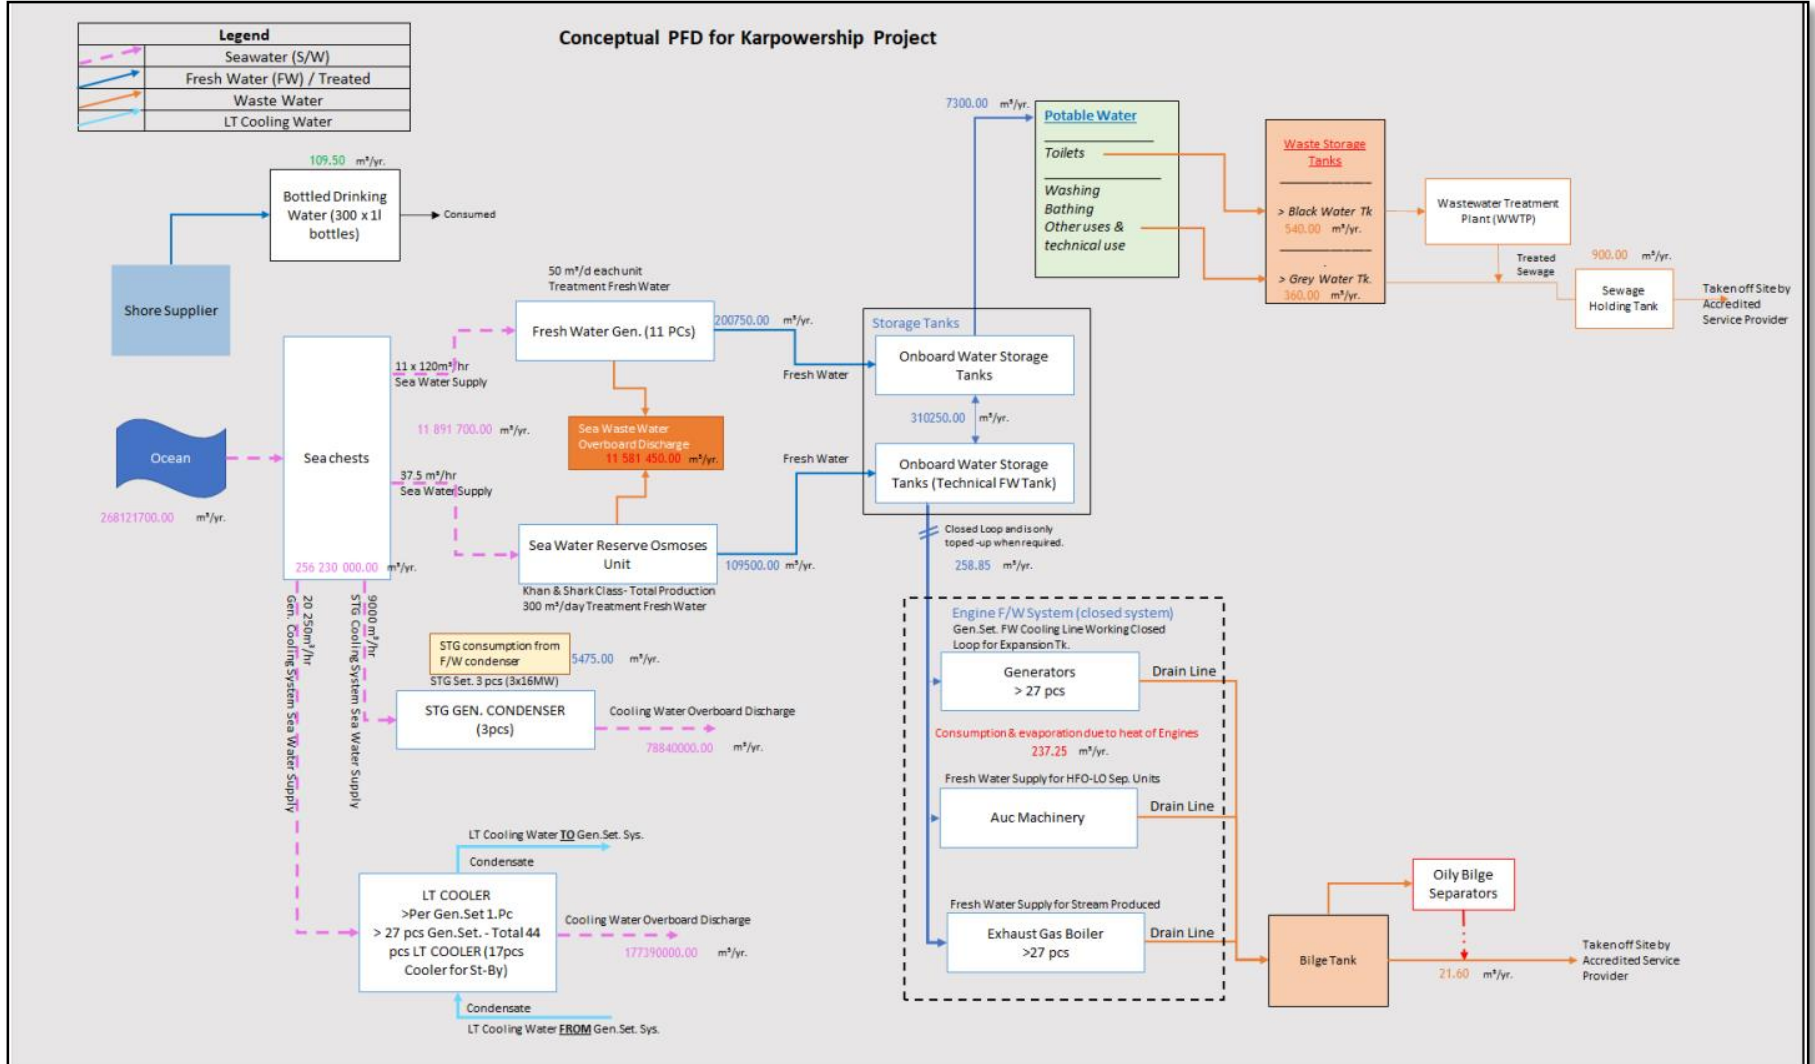 Conceptual PFD for Karpowership Project
Legend
Seawater (S/W)
Fresh Water (FW) / Treated
Waste Water
LT Cooling Water
109.50 m³/yr.
Bottled Drinking
Water (300 x 1l
bottles)
Consumed
Shore Supplier
Ocean
268121700.00 m³/yr.
Sea chests
256 230 000.00 m³/yr.
11 x 120m³/hr
Sea Water Supply
11 891 700.00 m³/yr.
37.5 m³/hr
Sea Water Supply
50 m³/d each unit
Treatment Fresh Water
Fresh Water Gen. (11 PCs)
200750.00 m³/yr.
Fresh Water
Sea Waste Water
Overboard Discharge
11 581 450.00 m³/yr.
Fresh Water
Sea Water Reserve Osmoses
Unit
109500.00 m³/yr.
Khan & Shark Class- Total Production
300 m³/day Treatment Fresh Water
Storage Tanks
Onboard Water Storage
Tanks
310250.00 m³/yr.
Onboard Water Storage
Tanks (Technical FW Tank)
7300.00 m³/yr.
Potable Water
Toilets
Washing
Bathing
Other uses &
technical use
Waste Storage
Tanks
> Black Water Tk
540.00 m³/yr.
.
> Grey Water Tk.
360.00 m³/yr.
Wastewater Treatment
Plant (WWTP)
Treated
Sewage
900.00 m³/yr.
Sewage
Holding Tank
Taken off Site by
Accredited
Service Provider
Closed Loop and is only
toped -up when required.
258.85 m³/yr.
Engine F/W System (closed system)
Gen.Set. FW Cooling Line Working Closed
Loop for Expansion Tk.
Generators
> 27 pcs
Drain Line
Consumption & evaporation due to heat of Engines
237.25 m³/yr.
Fresh Water Supply for HFO-LO Sep. Units
Auc Machinery
Drain Line
Fresh Water Supply for Stream Produced
Exhaust Gas Boiler
>27 pcs
Drain Line
Bilge Tank
Oily Bilge
Separators
21.60 m³/yr.
Taken off Site by
Accredited Service
Provider
20 250m³/hr
Gen. Cooling System Sea Water Supply
9000 m³/hr
STG Cooling System Sea Water Supply
STG consumption from
F/W condenser
5475.00 m³/yr.
STG Set. 3 pcs (3x16MW)
STG GEN. CONDENSER
(3pcs)
Cooling Water Overboard Discharge
78840000.00 m³/yr.
LT Cooling Water TO Gen.Set. Sys.
Condensate
LT COOLER
>Per Gen.Set 1.Pc
> 27 pcs Gen.Set. - Total 44
pcs LT COOLER (17pcs
Cooler for St-By)
Cooling Water Overboard Discharge
177390000.00 m³/yr.
Condensate
LT Cooling Water FROM Gen.Set. Sys.